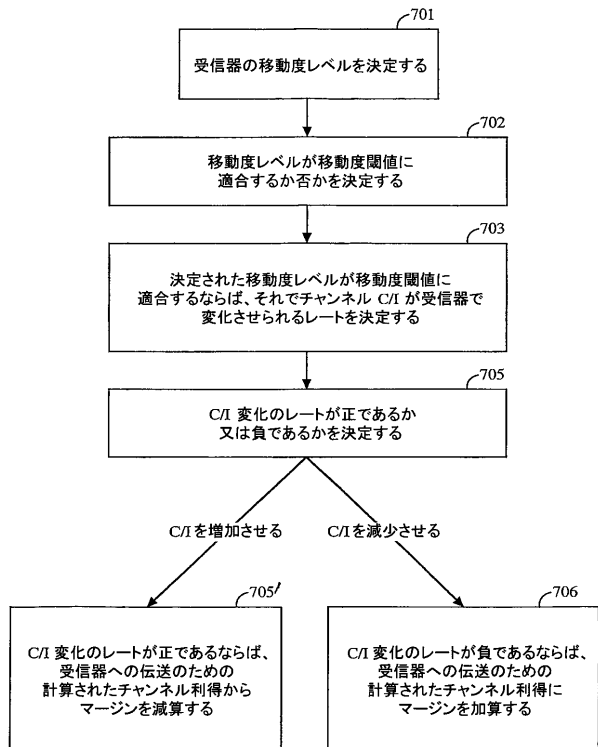 701
受信器の移動度レベルを決定する
702
移動度レベルが移動度閾値に
適合するか否かを決定する
703
決定された移動度レベルが移動度閾値に
適合するならば、それでチャンネル C/I が受信器で
変化させられるレートを決定する
705
C/I 変化のレートが正であるか
又は負であるかを決定する
C/Iを増加させる
C/Iを減少させる
705'
C/I 変化のレートが正であるならば、
受信器への伝送のための
計算されたチャンネル利得から
マージンを減算する
706
C/I 変化のレートが負であるならば、
受信器への伝送のための
計算されたチャンネル利得に
マージンを加算する